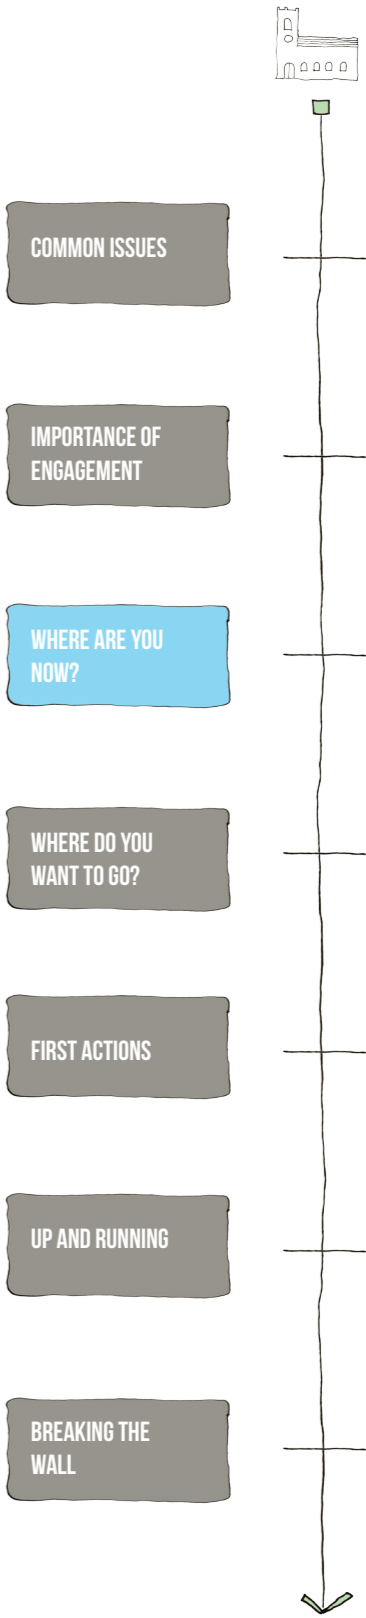 COMMON ISSUES
IMPORTANCE OF
ENGAGEMENT
WHERE ARE YOU
NOW?
WHERE DO YOU
WANT TO GO?
FIRST ACTIONS
UP AND RUNNING
BREAKING THE
WALL